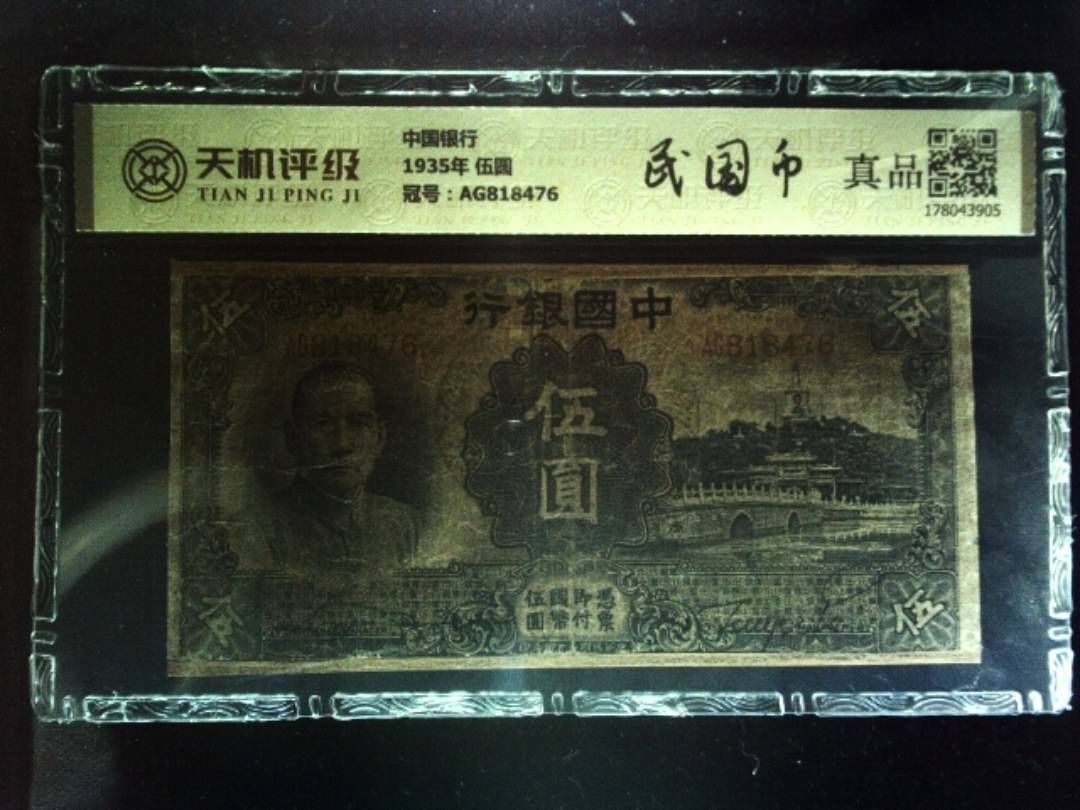 天机评级
TIAN JI PING JI
中国银行
1935年 伍圆
冠号：AG818476
民国币
真品
178043905
伍
伍
行銀國中
AG818476
AG818476
伍
圓
憑即國伍
票付幣圓
伍
伍